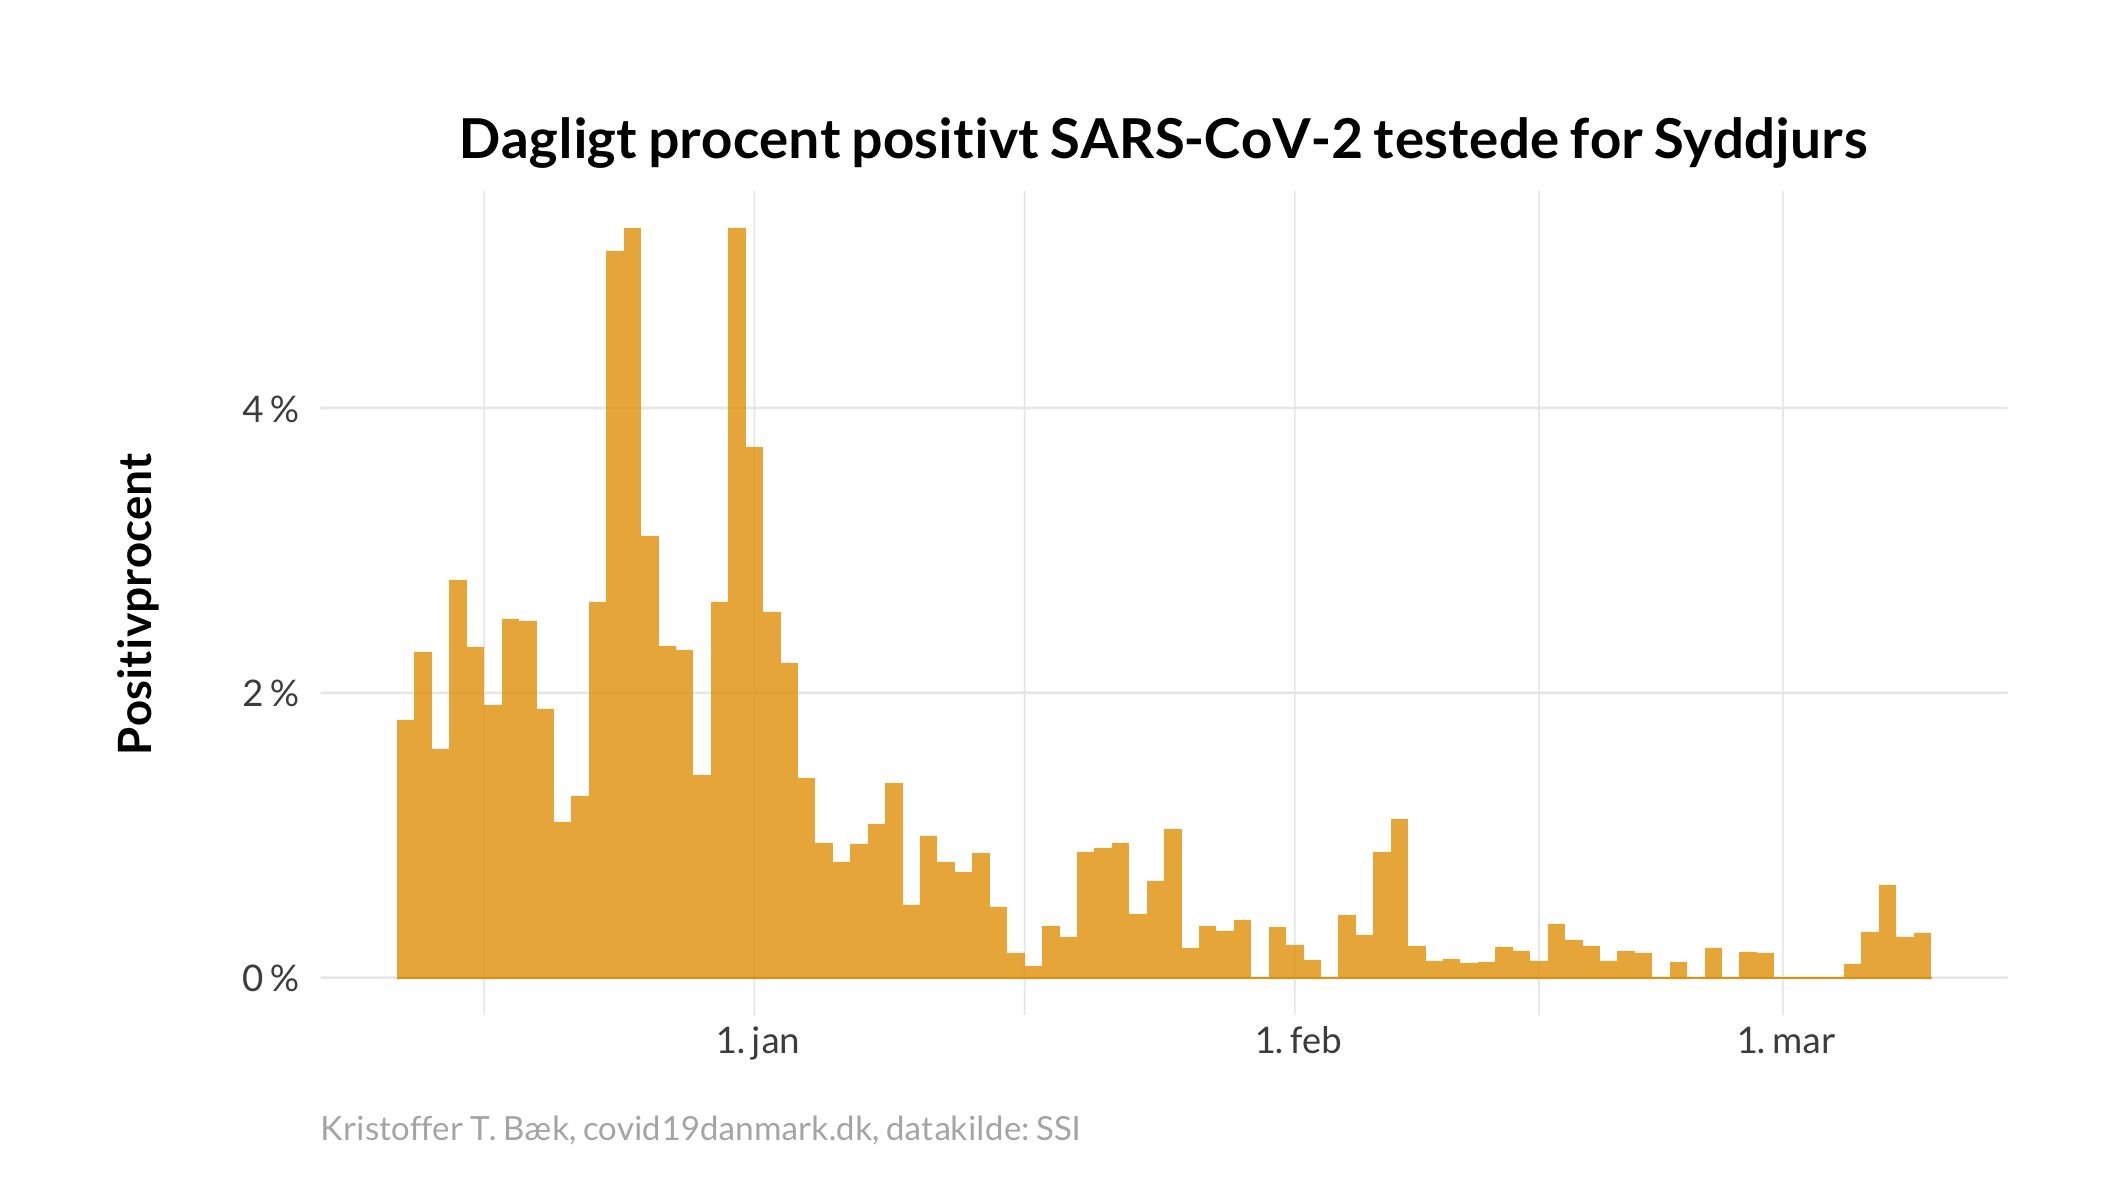 Dagligt procent positivt SARS-CoV-2 testede for Syddjurs
Positivprocent
4 %
2 %
0 %
1. jan
1. feb
1. mar
Kristoffer T. Bæk, covid19danmark.dk, datakilde: SSI